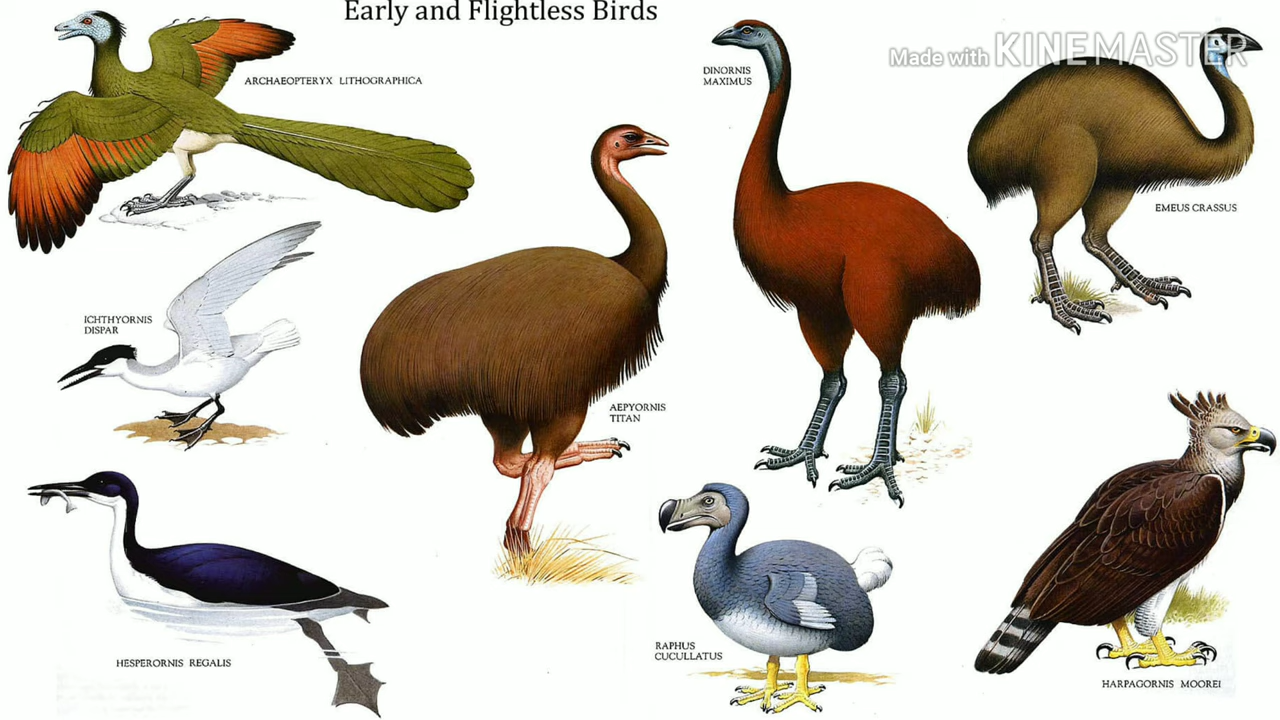 Early and Flightless Birds
Made with KINEMASTER
ARCHAEOPTERYX LITHOGRAPHICA
DINORNIS
MAXIMUS
EMEUS CRASSUS
ICHTHYORNIS
DISPAR
AEPYORNIS
TITAN
HESPERORNIS REGALIS
RAPHUS
CUCULLATUS
HARPAGORNIS MOOREI